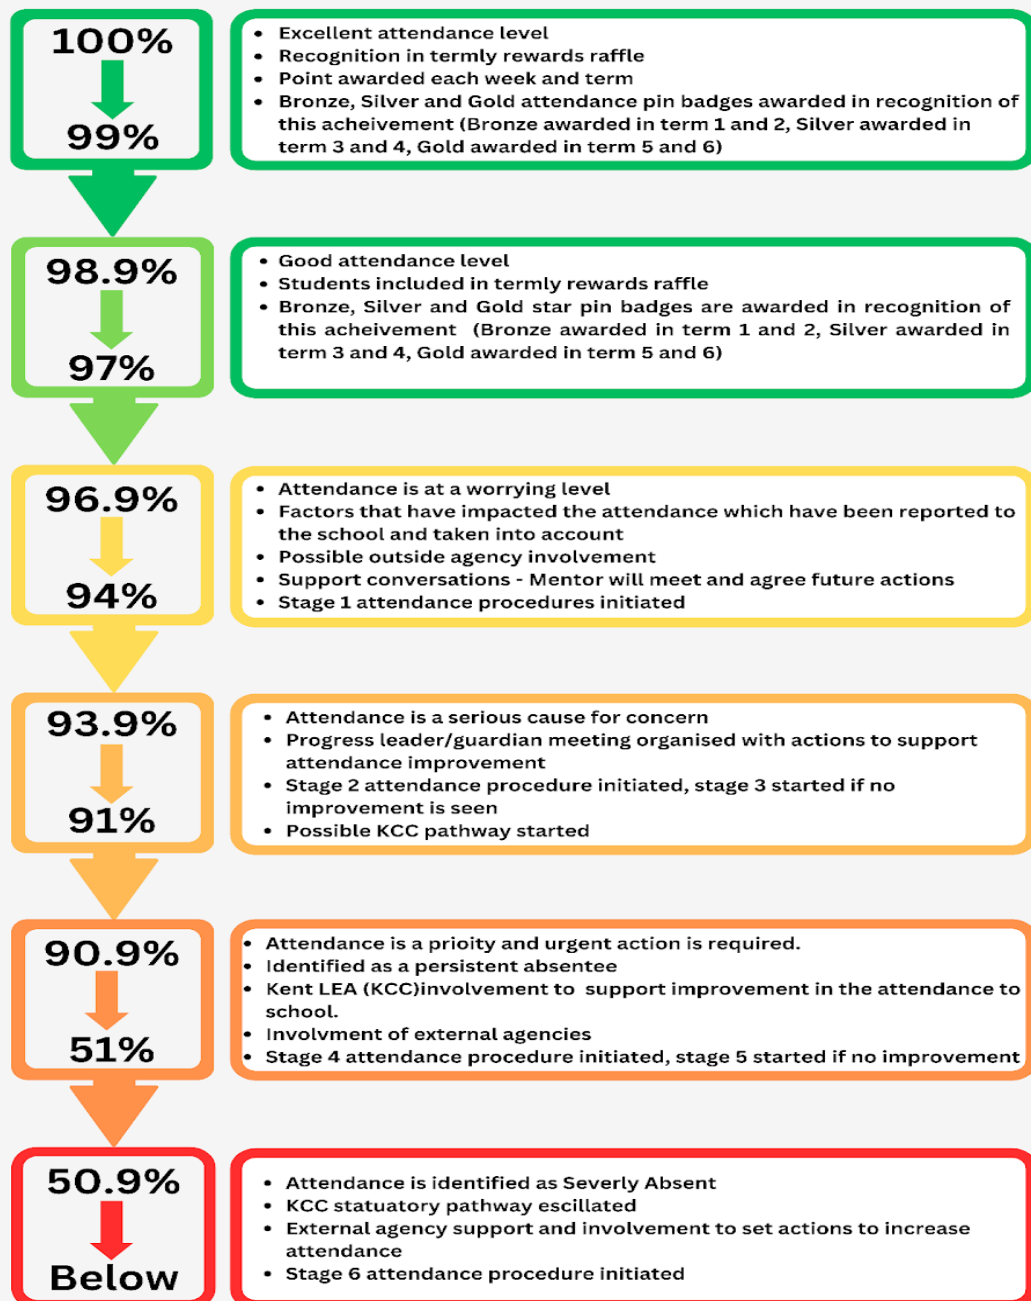 100%
99%
• Excellent attendance level
• Recognition in termly rewards raffle
• Point awarded each week and term
• Bronze, Silver and Gold attendance pin badges awarded in recognition of
this acheivement (Bronze awarded in term 1 and 2, Silver awarded in
term 3 and 4, Gold awarded in term 5 and 6)
98.9%
97%
• Good attendance level
• Students included in termly rewards raffle
• Bronze, Silver and Gold star pin badges are awarded in recognition of
this acheivement (Bronze awarded in term 1 and 2, Silver awarded in
term 3 and 4, Gold awarded in term 5 and 6)
96.9%
94%
• Attendance is at a worrying level
• Factors that have impacted the attendance which have been reported to
the school and taken into account
• Possible outside agency involvement
• Support conversations - Mentor will meet and agree future actions
• Stage 1 attendance procedures initiated
93.9%
91%
• Attendance is a serious cause for concern
• Progress leader/guardian meeting organised with actions to support
attendance improvement
• Stage 2 attendance procedure initiated, stage 3 started if no
improvement is seen
• Possible KCC pathway started
90.9%
51%
• Attendance is a prioity and urgent action is required.
• Identified as a persistent absentee
• Kent LEA (KCC)involvement to support improvement in the attendance to
school.
• Involvment of external agencies
• Stage 4 attendance procedure initiated, stage 5 started if no improvement
50.9%
Below
• Attendance is identified as Severly Absent
• KCC statuatory pathway escillated
• External agency support and involvement to set actions to increase
attendance
• Stage 6 attendance procedure initiated